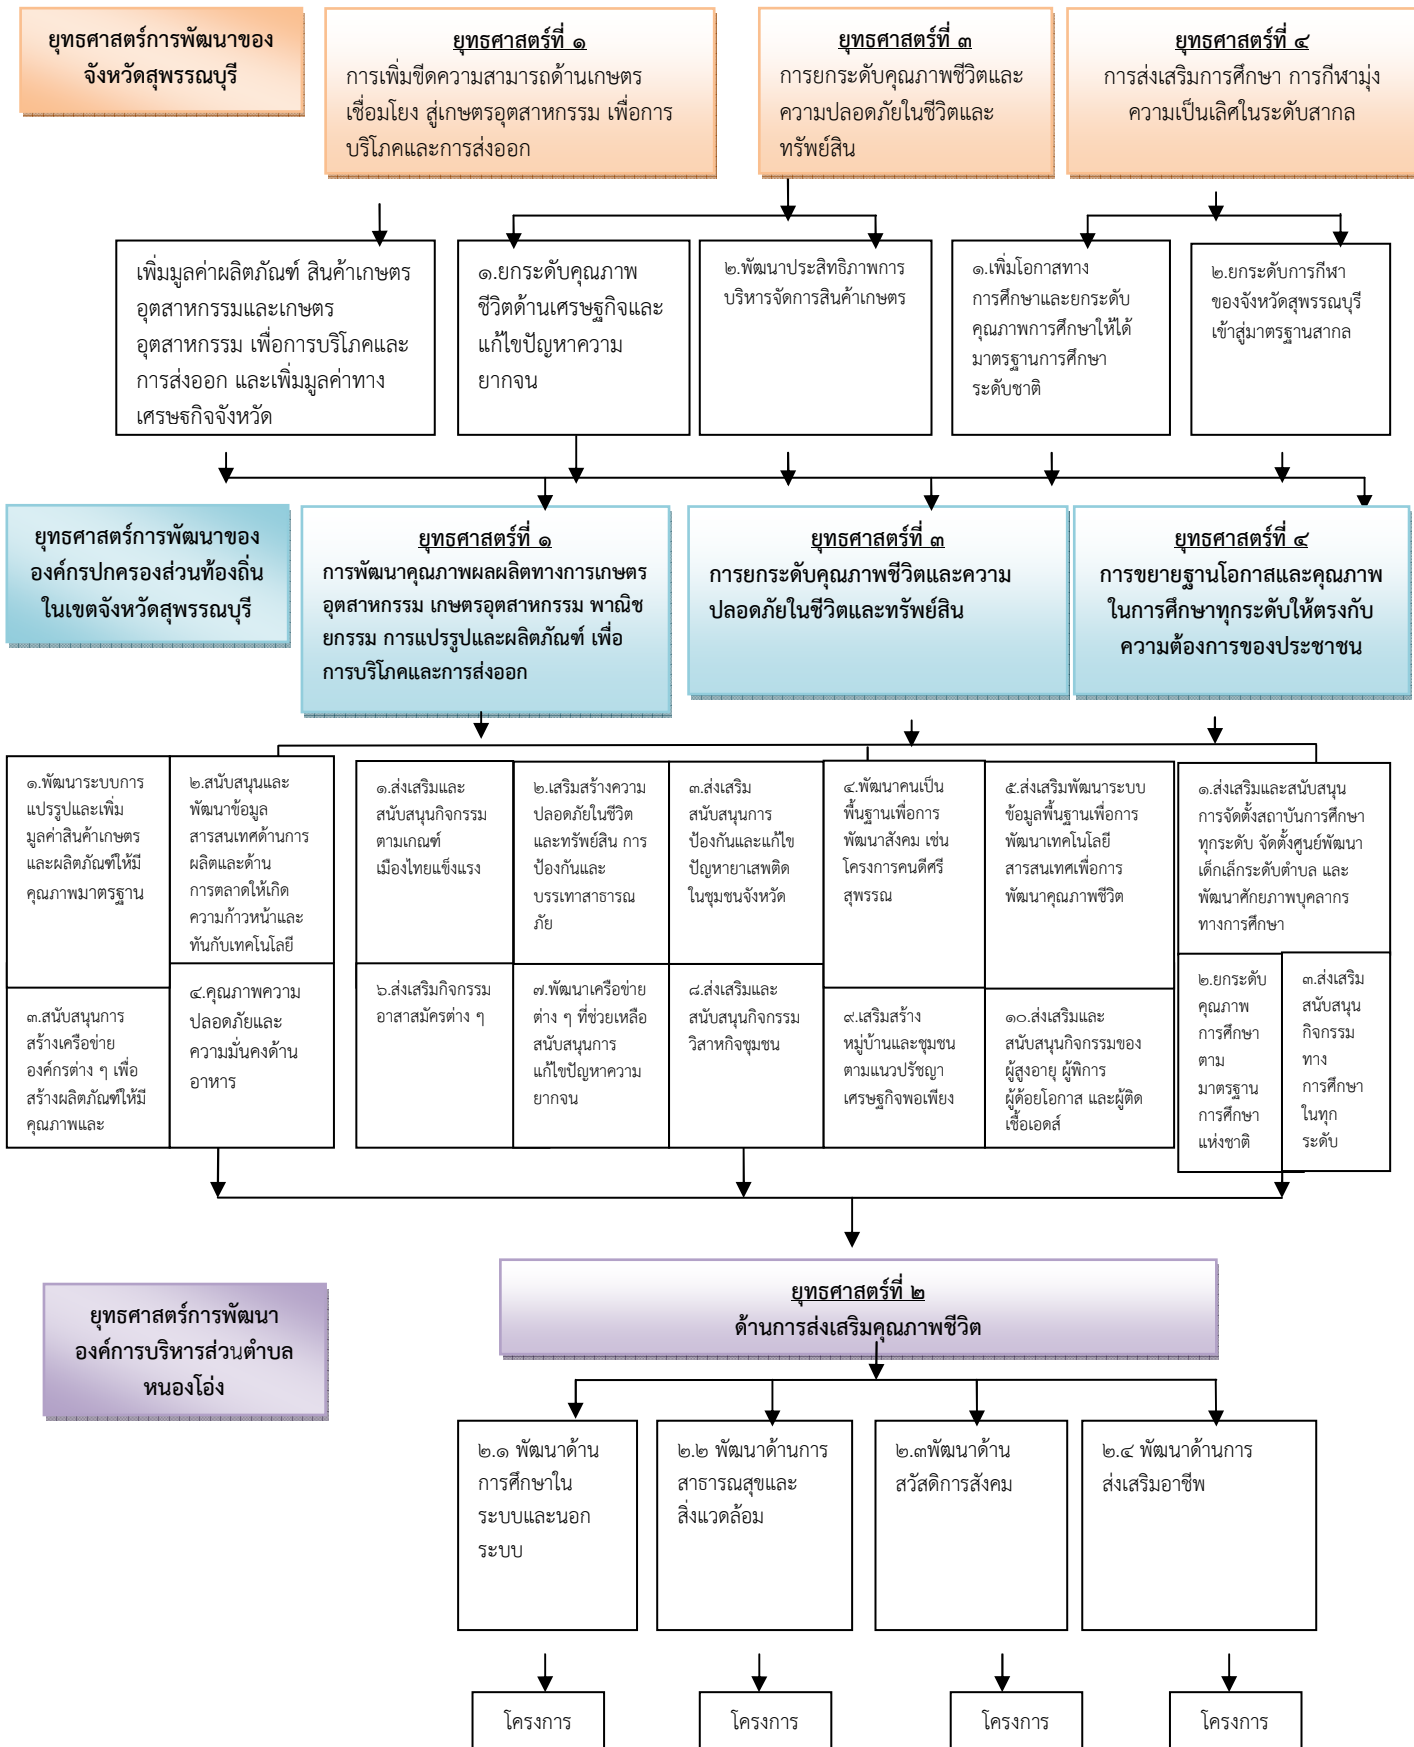 ยุทธศาสตร์การพัฒนาของ
จังหวัดสุพรรณบุรี
ยุทธศาสตร์ที่ ๑
การเพิ่มขีดความสามารถด้านเกษตร
เชื่อมโยง สู่เกษตรอุตสาหกรรม เพื่อการ
บริโภคและการส่งออก
ยุทธศาสตร์ที่ ๓
การยกระดับคุณภาพชีวิตและ
ความปลอดภัยในชีวิตและ
ทรัพย์สิน
ยุทธศาสตร์ที่ ๔
การส่งเสริมการศึกษา การกีฬามุ่ง
ความเป็นเลิศในระดับสากล
เพิ่มมูลค่าผลิตภัณฑ์ สินค้าเกษตร
อุตสาหกรรมและเกษตร
อุตสาหกรรม เพื่อการบริโภคและ
การส่งออก และเพิ่มมูลค่าทาง
เศรษฐกิจจังหวัด
๑.ยกระดับคุณภาพ
ชีวิตด้านเศรษฐกิจและ
แก้ไขปัญหาความ
ยากจน
๒.พัฒนาประสิทธิภาพการ
บริหารจัดการสินค้าเกษตร
๑.เพิ่มโอกาสทาง
การศึกษาและยกระดับ
คุณภาพการศึกษาให้ได้
มาตรฐานการศึกษา
ระดับชาติ
๒.ยกระดับการกีฬา
ของจังหวัดสุพรรณบุรี
เข้าสู่มาตรฐานสากล
ยุทธศาสตร์การพัฒนาของ
องค์กรปกครองส่วนท้องถิ่น
ในเขตจังหวัดสุพรรณบุรี
ยุทธศาสตร์ที่ ๑
การพัฒนาคุณภาพผลผลิตทางการเกษตร
อุตสาหกรรม เกษตรอุตสาหกรรม พาณิช
ยกรรม การแปรรูปและผลิตภัณฑ์ เพื่อ
การบริโภคและการส่งออก
ยุทธศาสตร์ที่ ๓
การยกระดับคุณภาพชีวิตและความ
ปลอดภัยในชีวิตและทรัพย์สิน
ยุทธศาสตร์ที่ ๔
การขยายฐานโอกาสและคุณภาพ
ในการศึกษาทุกระดับให้ตรงกับ
ความต้องการของประชาชน
๑.พัฒนาระบบการ
แปรรูปและเพิ่ม
มูลค่าสินค้าเกษตร
และผลิตภัณฑ์ให้มี
คุณภาพมาตรฐาน
๒.สนับสนุนและ
พัฒนาข้อมูล
สารสนเทศด้านการ
ผลิตและด้าน
การตลาดให้เกิด
ความก้าวหน้าและ
ทันกับเทคโนโลยี
๓.สนับสนุนการ
สร้างเครือข่าย
องค์กรต่าง ๆ เพื่อ
สร้างผลิตภัณฑ์ให้มี
คุณภาพและ
๔.คุณภาพความ
ปลอดภัยและ
ความมั่นคงด้าน
อาหาร
๑.ส่งเสริมและ
สนับสนุนกิจกรรม
ตามเกณฑ์
เมืองไทยแข็งแรง
๒.เสริมสร้างความ
ปลอดภัยในชีวิต
และทรัพย์สิน การ
ป้องกันและ
บรรเทาสาธารณ
ภัย
๓.ส่งเสริม
สนับสนุนการ
ป้องกันและแก้ไข
ปัญหายาเสพติด
ในชุมชนจังหวัด
๔.พัฒนาคนเป็น
พื้นฐานเพื่อการ
พัฒนาสังคม เช่น
โครงการคนดีศรี
สุพรรณ
๕.ส่งเสริมพัฒนาระบบ
ข้อมูลพื้นฐานเพื่อการ
พัฒนาเทคโนโลยี
สารสนเทศเพื่อการ
พัฒนาคุณภาพชีวิต
๖.ส่งเสริมกิจกรรม
อาสาสมัครต่าง ๆ
๗.พัฒนาเครือข่าย
ต่าง ๆ ที่ช่วยเหลือ
สนับสนุนการ
แก้ไขปัญหาความ
ยากจน
๘.ส่งเสริมและ
สนับสนุนกิจกรรม
วิสาหกิจชุมชน
๙.เสริมสร้าง
หมู่บ้านและชุมชน
ตามแนวปรัชญา
เศรษฐกิจพอเพียง
๑๐.ส่งเสริมและ
สนับสนุนกิจกรรมของ
ผู้สูงอายุ ผู้พิการ
ผู้ด้อยโอกาส และผู้ติด
เชื้อเอดส์
๑.ส่งเสริมและสนับสนุน
การจัดตั้งสถาบันการศึกษา
ทุกระดับ จัดตั้งศูนย์พัฒนา
เด็กเล็กระดับตำบล และ
พัฒนาศักยภาพบุคลากร
ทางการศึกษา
๒.ยกระดับ
คุณภาพ
การศึกษา
ตาม
มาตรฐาน
การศึกษา
แห่งชาติ
๓.ส่งเสริม
สนับสนุน
กิจกรรม
ทาง
การศึกษา
ในทุก
ระดับ
ยุทธศาสตร์การพัฒนา
องค์การบริหารส่วนตำบล
หนองโอ่ง
ยุทธศาสตร์ที่ ๒
ด้านการส่งเสริมคุณภาพชีวิต
๒.๑ พัฒนาด้าน
การศึกษาใน
ระบบและนอก
ระบบ
๒.๒ พัฒนาด้านการ
สาธารณสุขและ
สิ่งแวดล้อม
๒.๓พัฒนาด้าน
สวัสดิการสังคม
๒.๔ พัฒนาด้านการ
ส่งเสริมอาชีพ
โครงการ
โครงการ
โครงการ
โครงการ